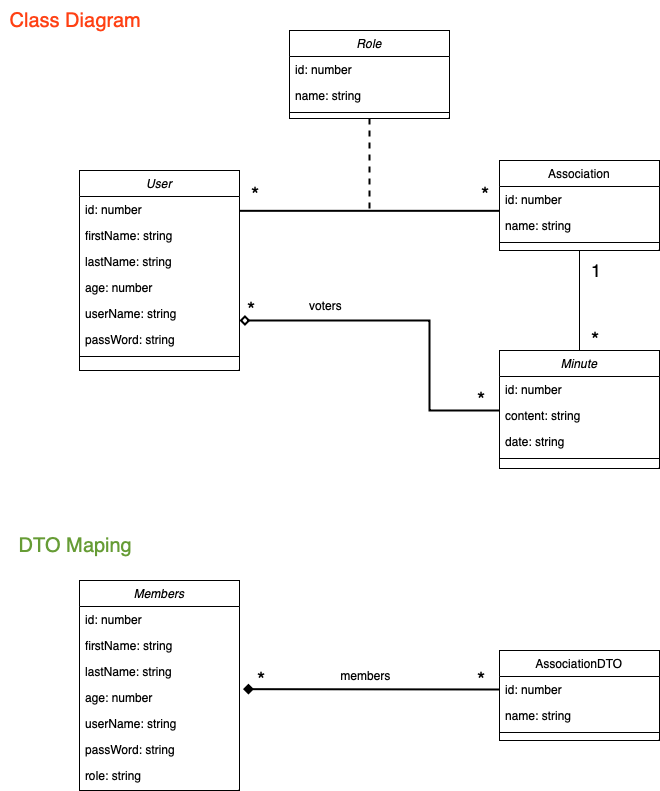 Class Diagram
Role
id: number
name: string
User
id: number
firstName: string
lastName: string
age: number
userName: string
passWord: string
*
*
Association
id: number
name: string
1
*
*
voters
*
Minute
id: number
content: string
date: string
DTO Maping
Members
id: number
firstName: string
lastName: string
age: number
userName: string
passWord: string
role: string
*
members
*
AssociationDTO
id: number
name: string